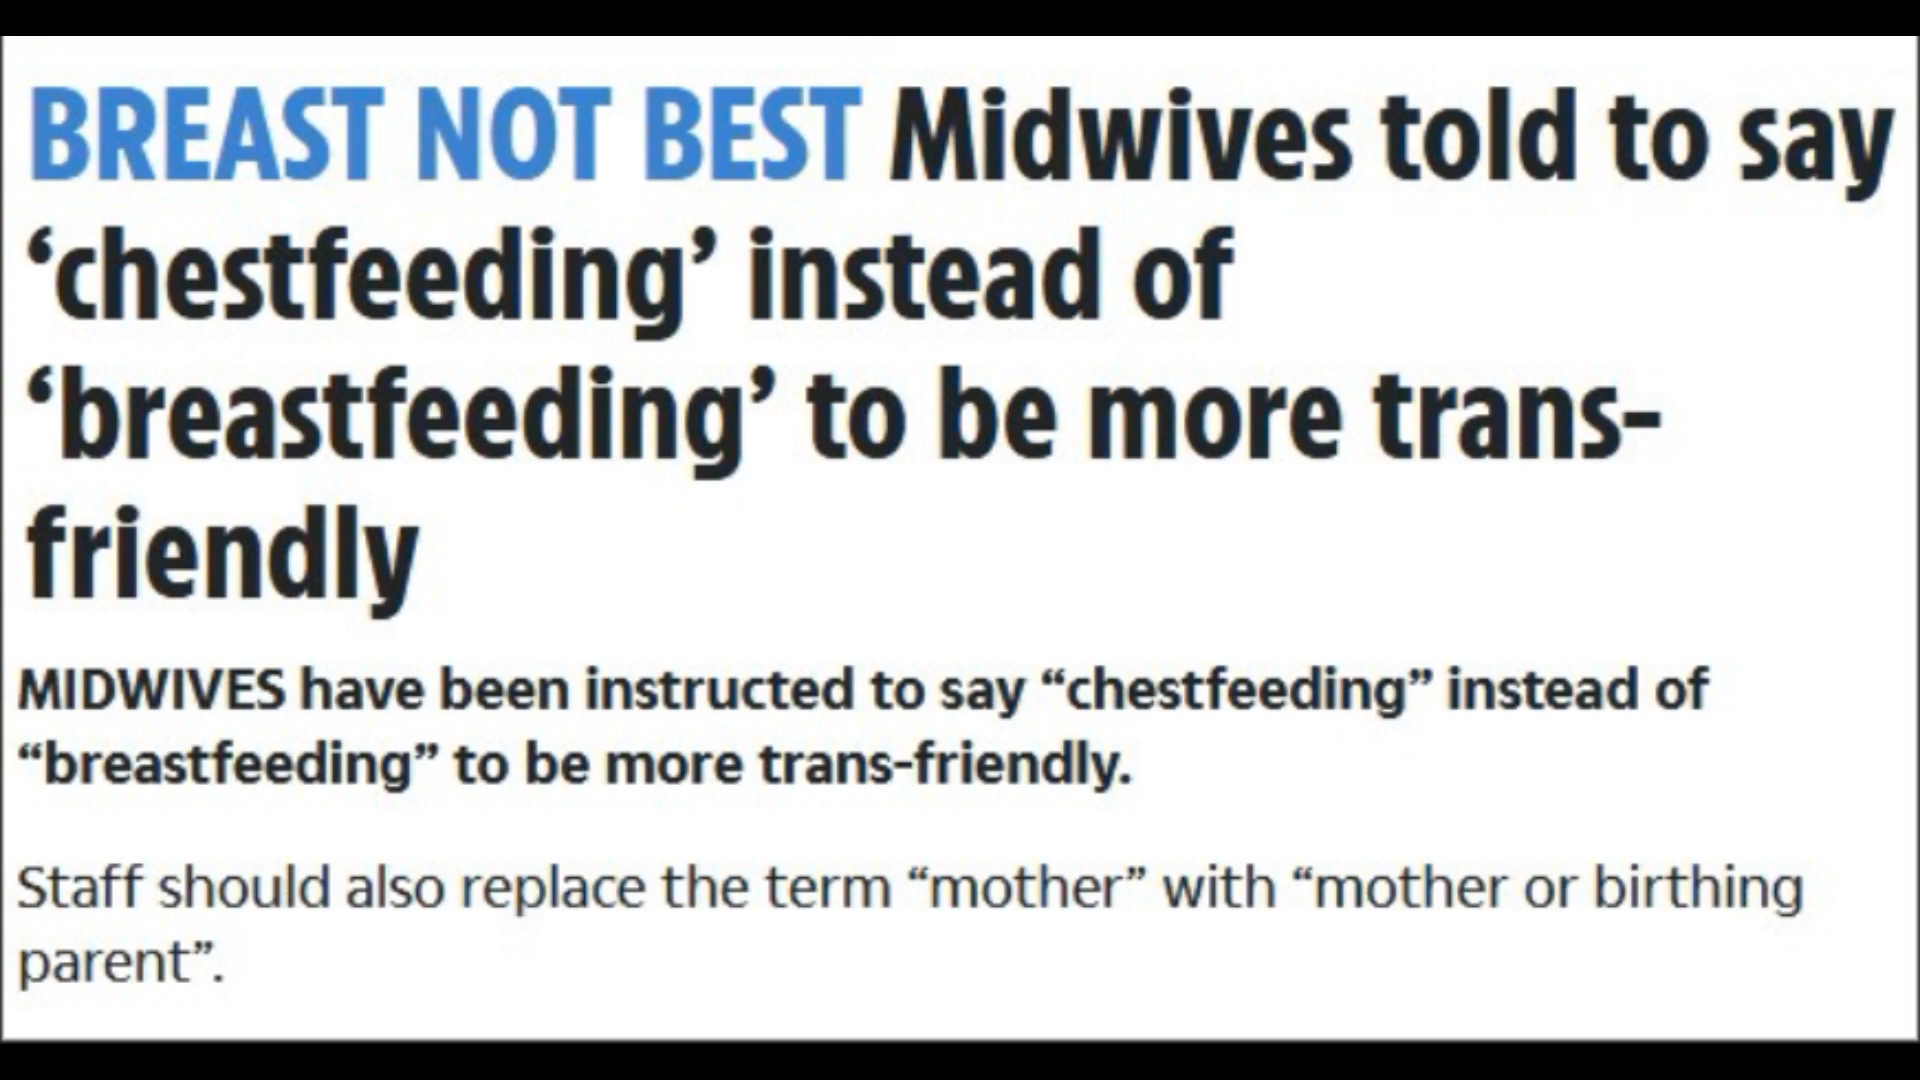 BREAST NOT BEST Midwives told to say
‘chestfeeding’ instead of
‘breastfeeding’ to be more trans-
friendly
MIDWIVES have been instructed to say “chestfeeding” instead of
“breastfeeding” to be more trans-friendly.
Staff should also replace the term “mother” with “mother or birthing
parent”.